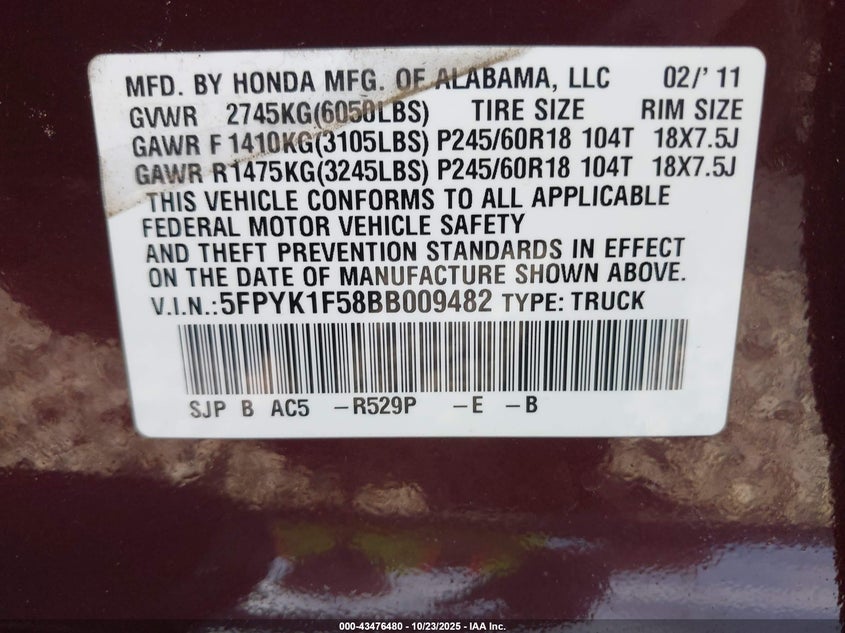 MFD. BY HONDA MFG. OF ALABAMA, LLC 02/' 11
GVWR 2745KG(6050LBS) TIRE SIZE RIM SIZE
GAWR F 1410KG(3105LBS) P245/60R18 104T 18X7.5J
GAWR R1475KG(3245LBS) P245/60R18 104T 18X7.5J
THIS VEHICLE CONFORMS TO ALL APPLICABLE
FEDERAL MOTOR VEHICLE SAFETY
AND THEFT PREVENTION STANDARDS IN EFFECT
ON THE DATE OF MANUFACTURE SHOWN ABOVE.
V.I.N.:5FPYK1F58BB009482 TYPE: TRUCK
SJP B AC5 -R529P -E -B
000-43476480 - 10/23/2025 - IAA Inc.